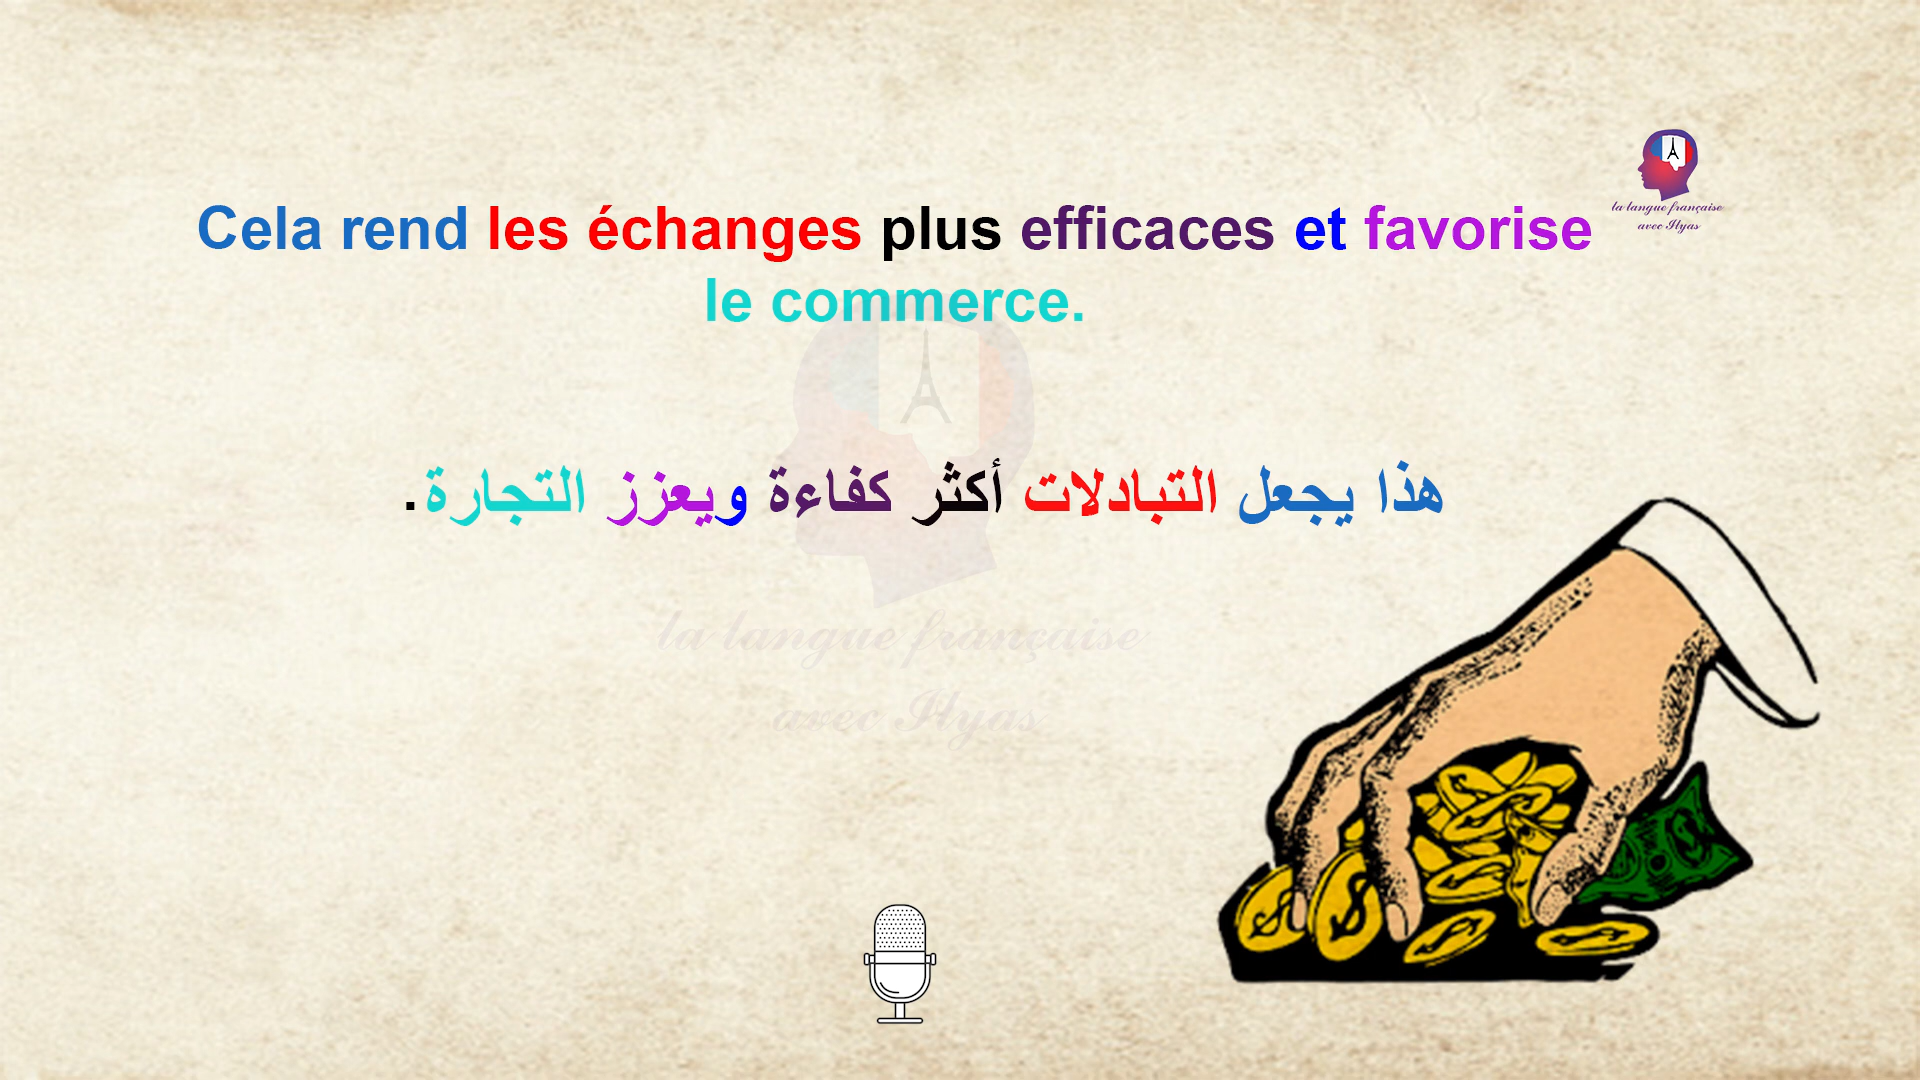 la langue française
avec Ilyas
Cela rend les échanges plus efficaces et favorise
le commerce.
هذا يجعل التبادلات أكثر كفاءة ويعزز التجارة.
la langue française
avec Ilyas